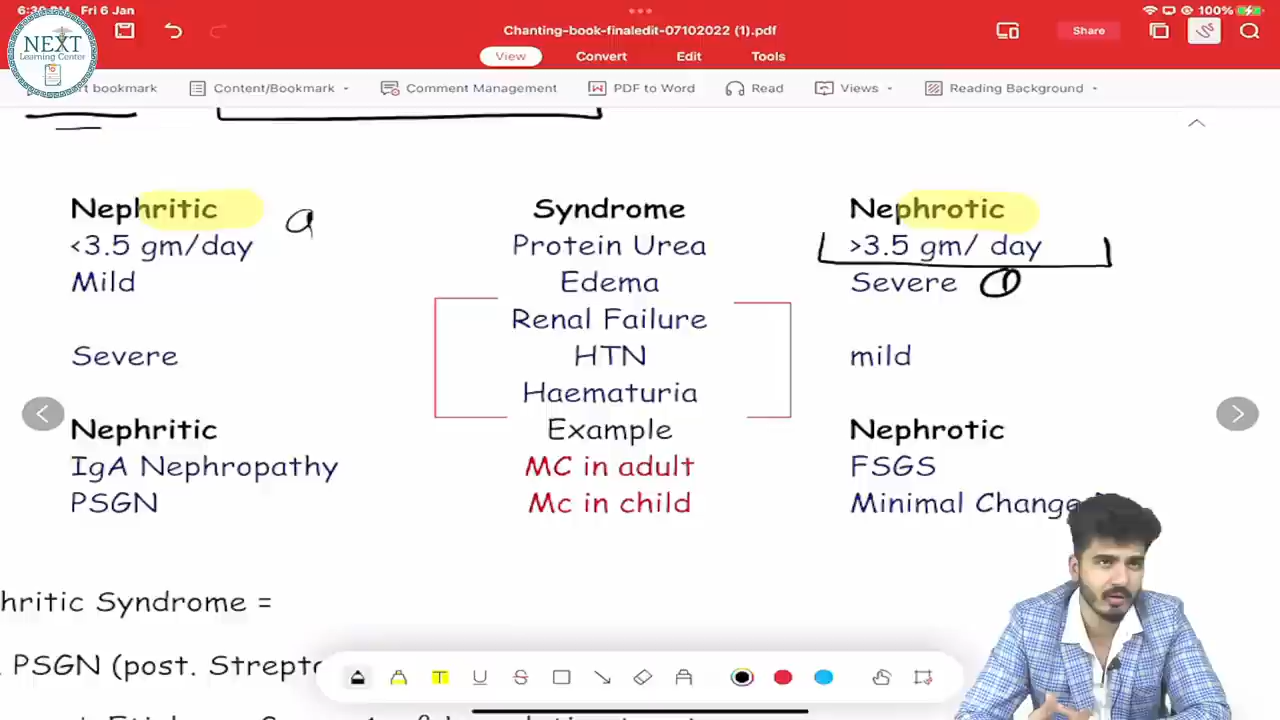 6:30 PM Fri 6 Jan
100%
NEXT
Learning Center
Chanting-book-finaledit-07102022 (1).pdf
Share
View Convert Edit Tools
bookmark Content/Bookmark Comment Management PDF to Word Read Views Reading Background
Nephritic Syndrome Nephrotic
<3.5 gm/day Protein Urea >3.5 gm/ day
Mild Edema Severe
Renal Failure
Severe HTN mild
Haematuria
Nephritic Example Nephrotic
IgA Nephropathy MC in adult FSGS
PSGN Mc in child Minimal Change
hritic Syndrome =
PSGN (post. Strepto